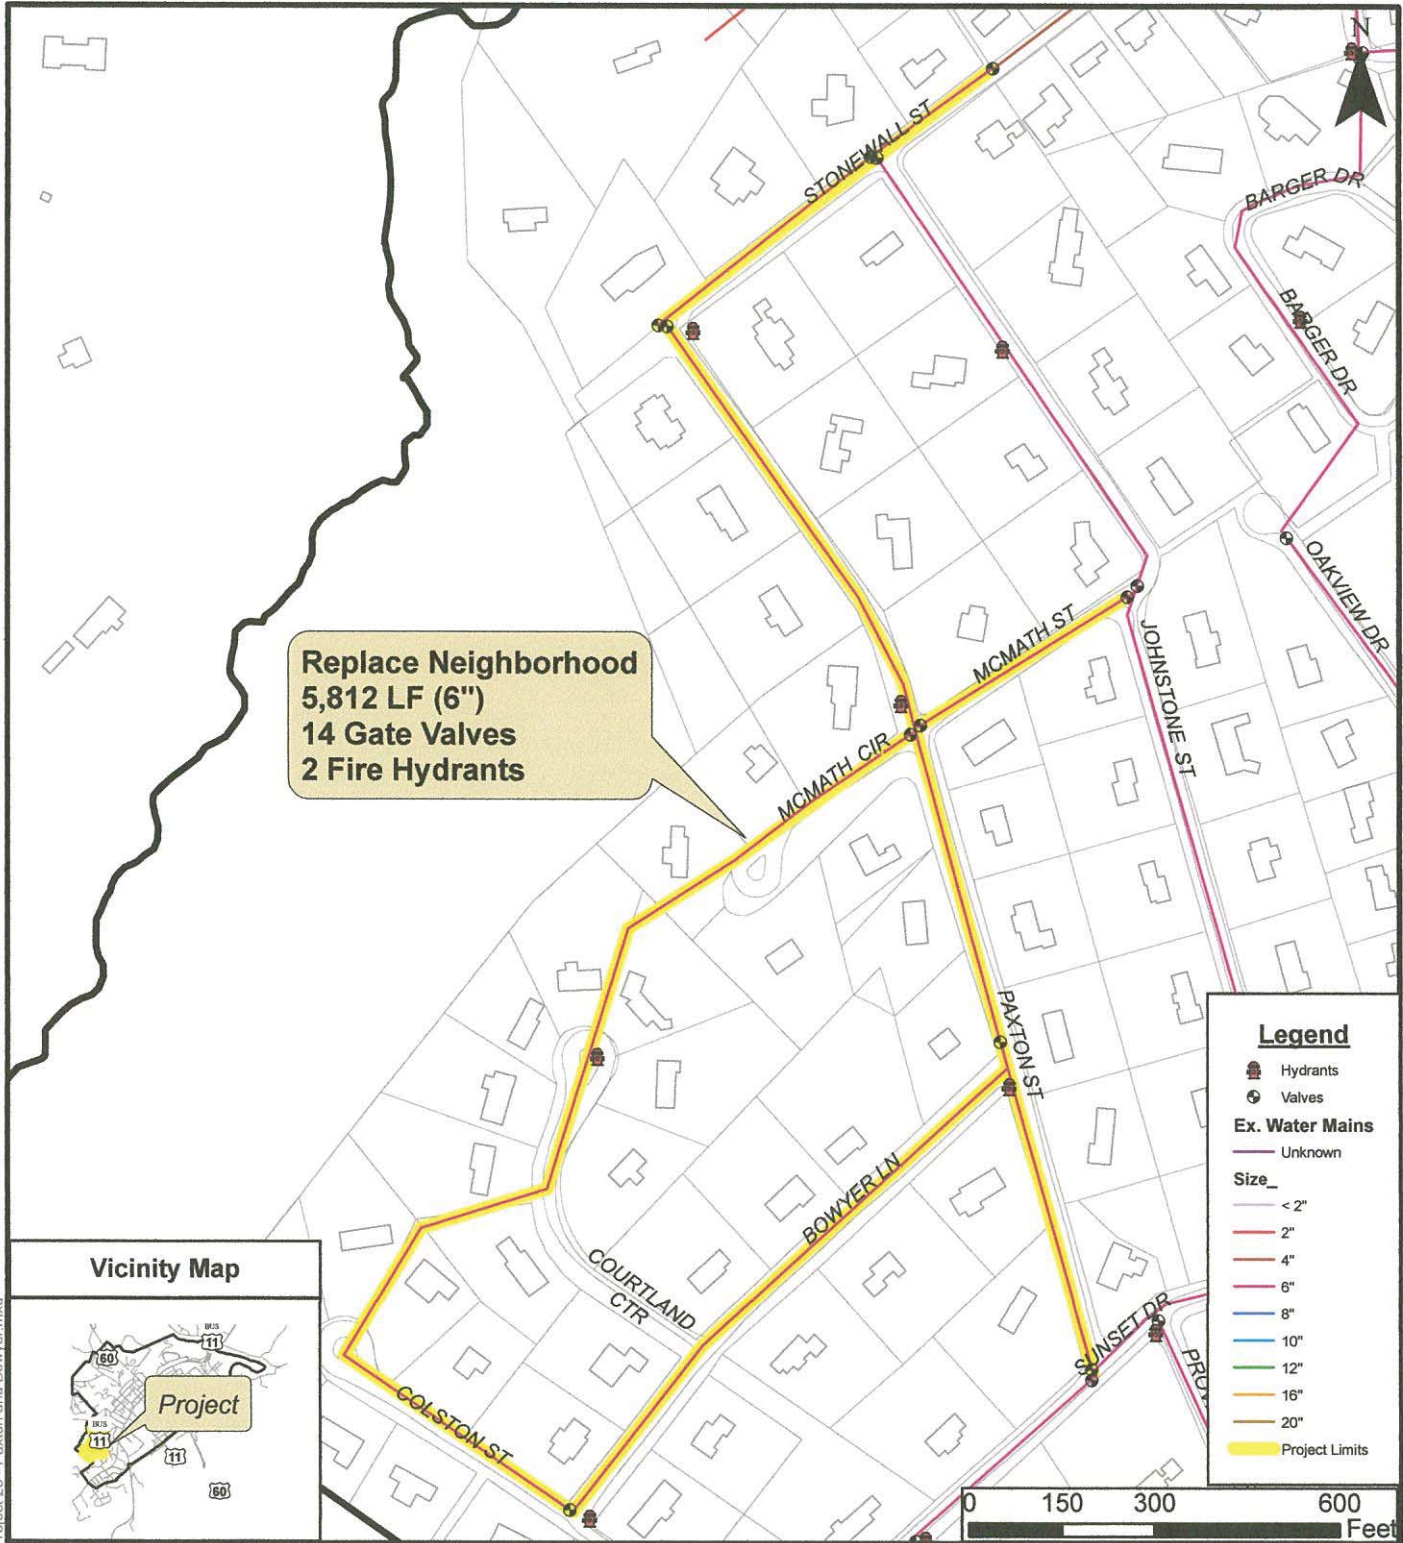 N
STONEWALL ST
BARGER DR
BARGER DR
OAKVIEW DR
MCMATH ST
JOHNSTONE ST
Replace Neighborhood
5,812 LF (6")
14 Gate Valves
2 Fire Hydrants
MCMATH CIR
PAXTON ST
BOWYER LN
COURTLAND
CTR
COLSTON ST
SUNSET DR
Legend
Hydrants
Valves
Ex. Water Mains
Unknown
Size_
< 2"
2"
4"
6"
8"
10"
12"
16"
20"
Project Limits
Vicinity Map
BUS
11
60
Project
BUS
11
11
60
0 150 300 600
Feet